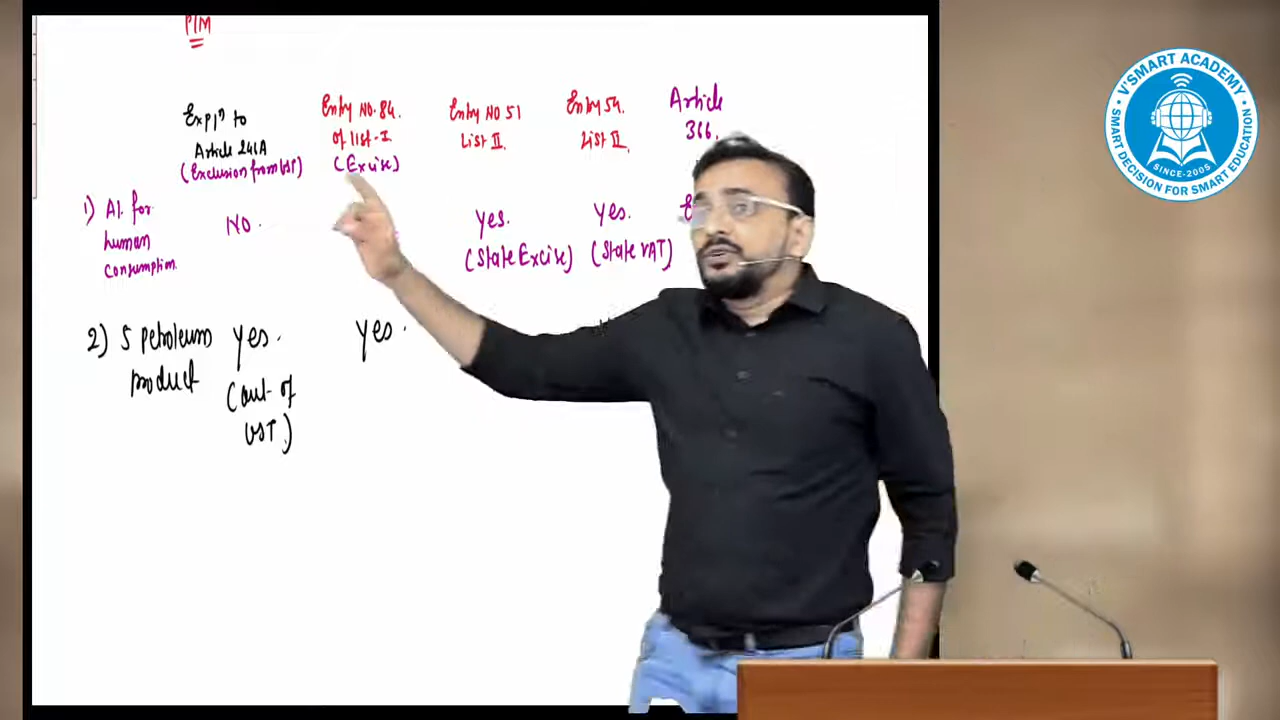 PIM
Expln to
Article 246A
(Exclusion from GST)
Entry NO. 84.
of list-I
(Excise)
Entry NO 51
List II.
Entry 54.
List II.
Article
366.
1) Al. for
human
Consumption.
NO.
yes.
(State Excise)
yes.
(State VAT)
2) 5 petroleum
product
yes.
(out of
GST)
yes.
V'SMART ACADEMY
SINCE-2005
SMART DECISION FOR SMART EDUCATION